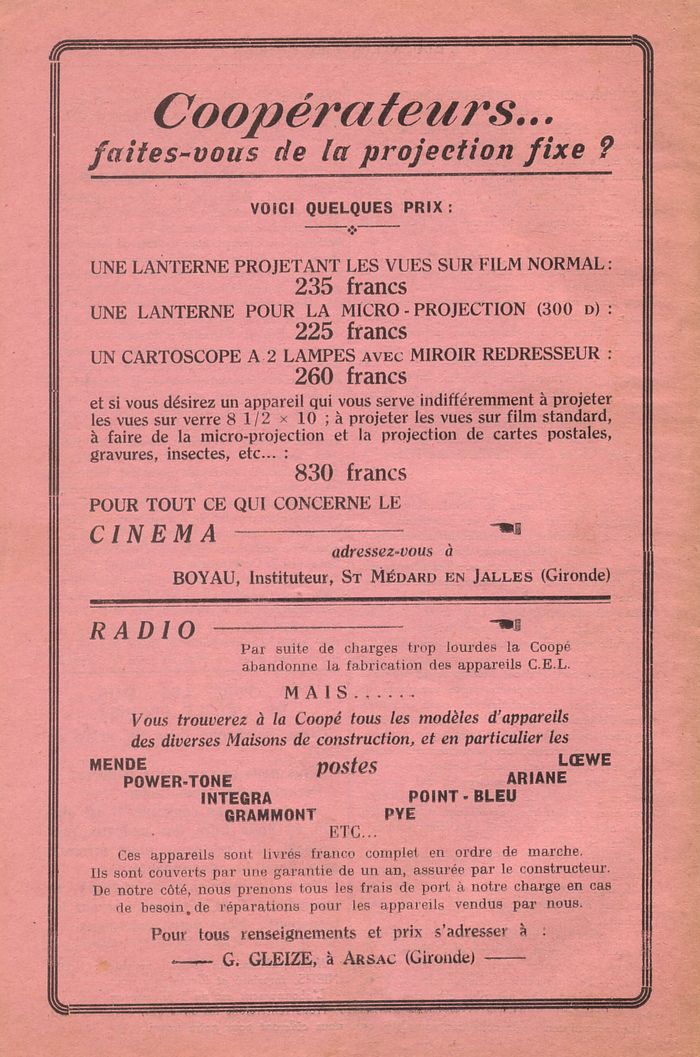 Coopérateurs...
faites-vous de la projection fixe ?
VOICI QUELQUES PRIX :
UNE LANTERNE PROJETANT LES VUES SUR FILM NORMAL :
235 francs
UNE LANTERNE POUR LA MICRO - PROJECTION (300 D) :
225 francs
UN CARTOSCOPE A 2 LAMPES AVEC MIROIR REDRESSEUR :
260 francs
et si vous désirez un appareil qui vous serve indifféremment à projeter
les vues sur verre 8 1/2 × 10 ; à projeter les vues sur film standard,
à faire de la micro-projection et la projection de cartes postales,
gravures, insectes, etc... :
830 francs
POUR TOUT CE QUI CONCERNE LE
CINEMA
adressez-vous à
BOYAU, Instituteur, ST MÉDARD EN JALLES (Gironde)
RADIO
Par suite de charges trop lourdes la Coopé
abandonne la fabrication des appareils C.E.L.
MAIS......
Vous trouverez à la Coopé tous les modèles d'appareils
des diverses Maisons de construction, et en particulier les
MENDE postes LŒWE
POWER-TONE ARIANE
INTEGRA POINT - BLEU
GRAMMONT PYE
ETC...
Ces appareils sont livrés franco complet en ordre de marche.
Ils sont couverts par une garantie de un an, assurée par le constructeur.
De notre côté, nous prenons tous les frais de port à notre charge en cas
de besoin de réparations pour les appareils vendus par nous.
Pour tous renseignements et prix s'adresser à :
G. GLEIZE, à ARSAC (Gironde)